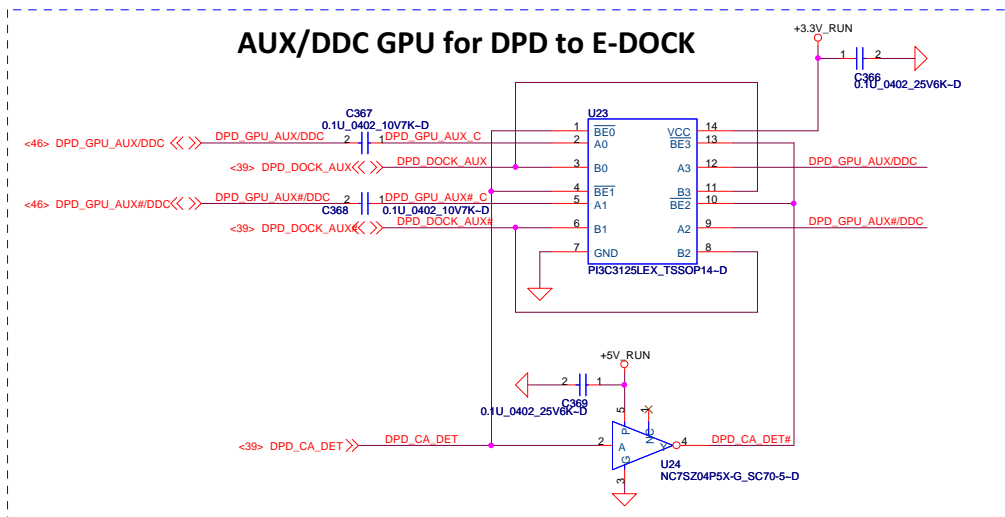 AUX/DDC GPU for DPD to E-DOCK
+3.3V_RUN
1 2
C366
0.1U_0402_25V6K~D
C367
0.1U_0402_10V7K~D
U23
<46> DPD_GPU_AUX/DDC DPD_GPU_AUX/DDC 2 1 DPD_GPU_AUX_C
1 BE0 VCC 14
2 A0 BE3 13
<39> DPD_DOCK_AUX DPD_DOCK_AUX 3 B0 A3 12 DPD_GPU_AUX/DDC
4 BE1 B3 11
<46> DPD_GPU_AUX#/DDC DPD_GPU_AUX#/DDC 2 1 DPD_GPU_AUX#_C 5 A1 BE2 10
C368 0.1U_0402_10V7K~D
<39> DPD_DOCK_AUX# DPD_DOCK_AUX# 6 B1 A2 9 DPD_GPU_AUX#/DDC
7 GND B2 8
PI3C3125LEX_TSSOP14~D
+5V_RUN
2 1
C369
0.1U_0402_25V6K~D
5 1
P NC
<39> DPD_CA_DET DPD_CA_DET 2 A Y 4 DPD_CA_DET#
G
3
U24
NC7SZ04P5X-G_SC70-5~D